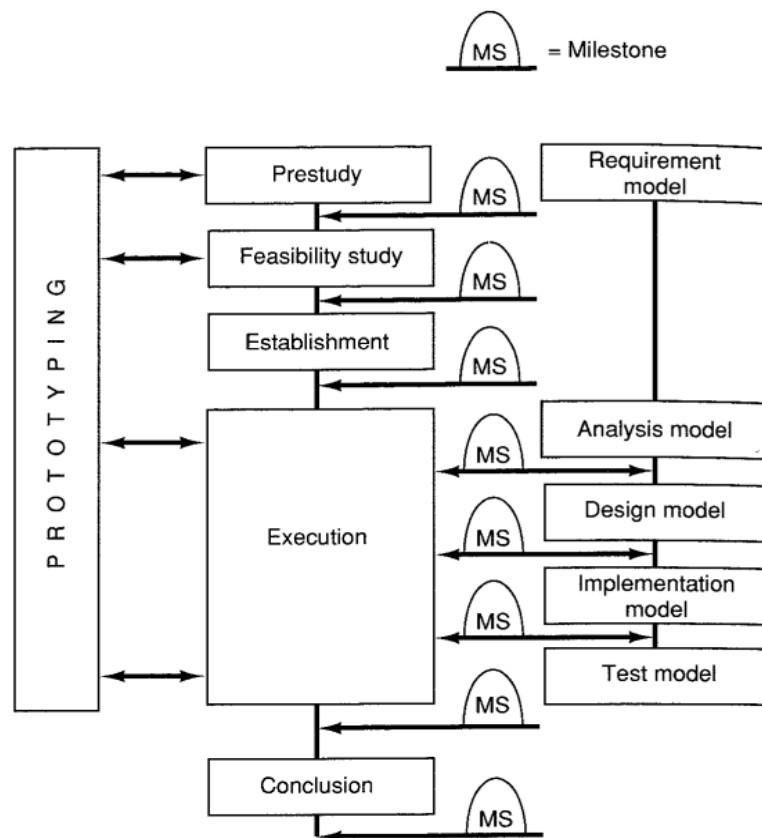 MS = Milestone
Prestudy
MS
Requirement
model
Feasibility study
MS
Establishment
MS
PROTOTYPING
Analysis model
MS
Design model
Execution
MS
Implementation
model
MS
Test model
MS
Conclusion
MS